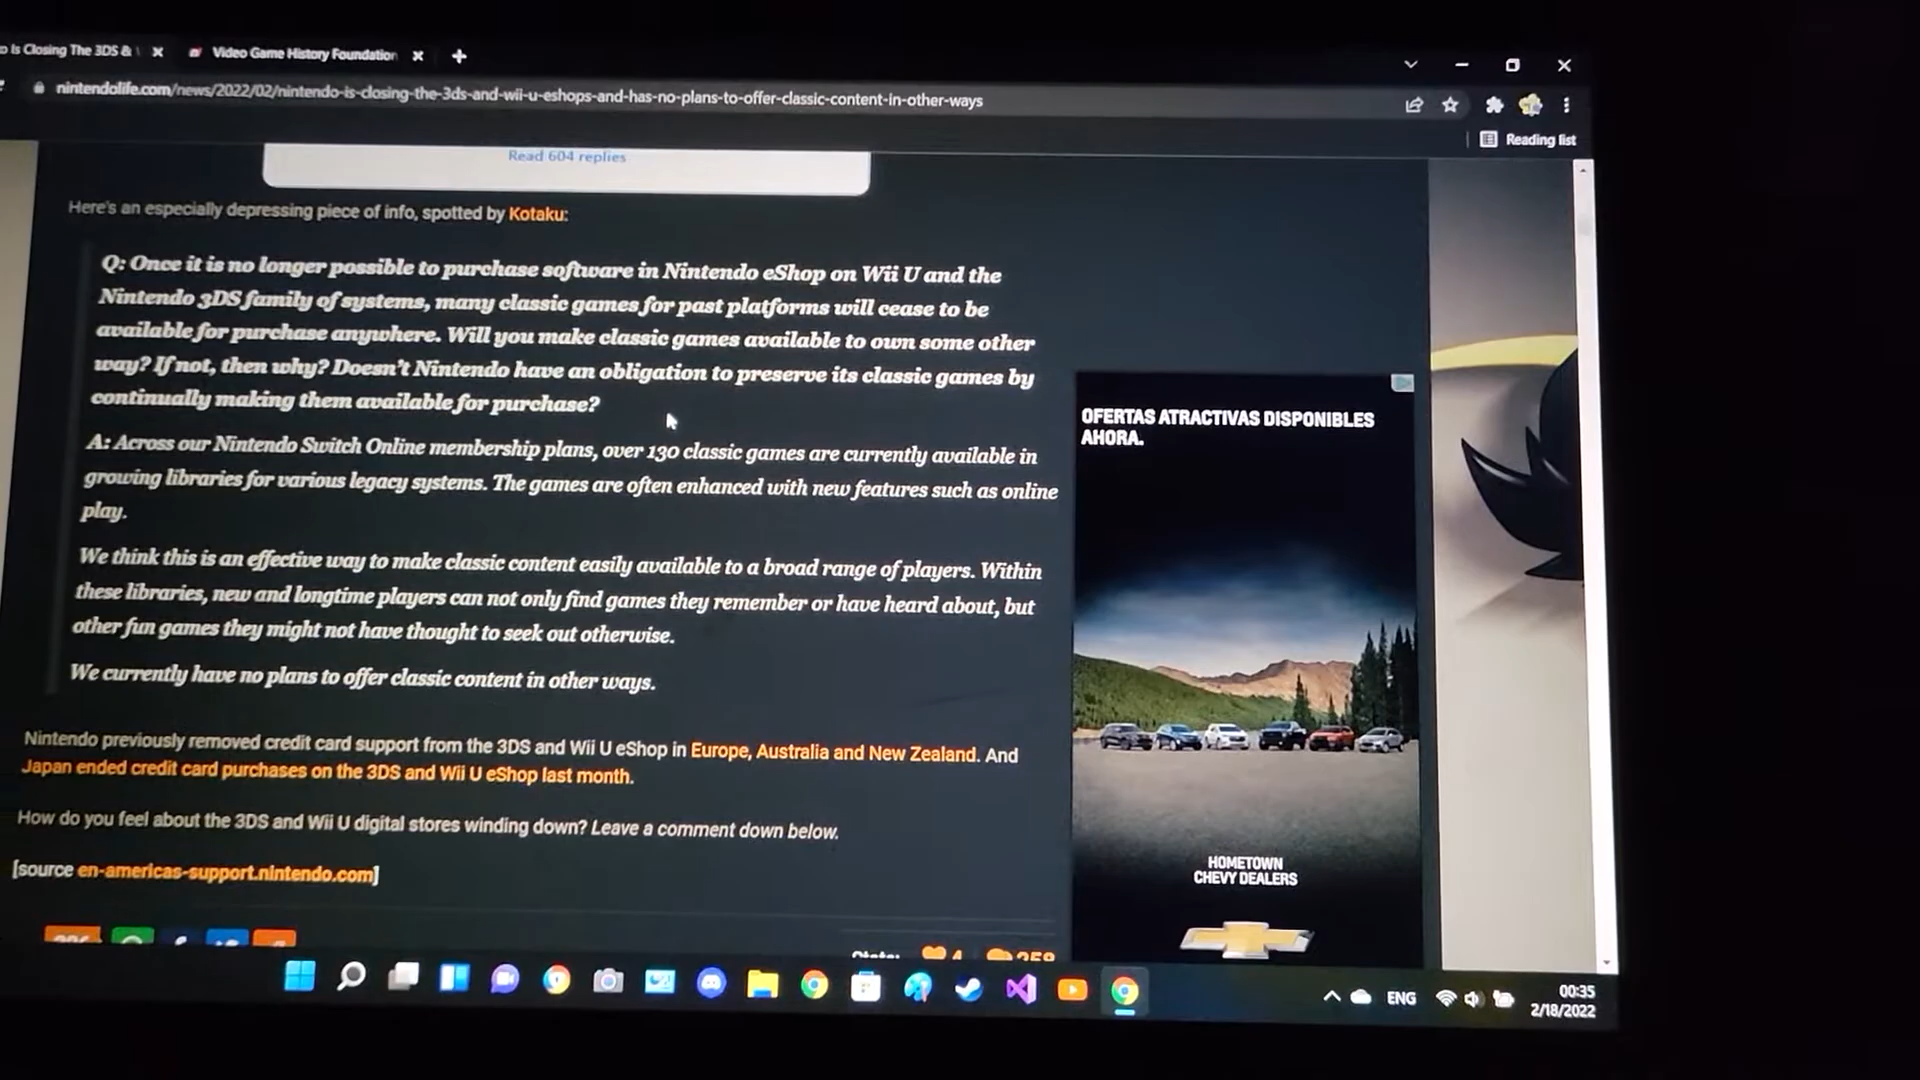 o Is Closing The 3DS &
Video Game History Foundation
nintendolife.com/news/2022/02/nintendo-is-closing-the-3ds-and-wii-u-eshops-and-has-no-plans-to-offer-classic-content-in-other-ways
Reading list
Read 604 replies
Here's an especially depressing piece of info, spotted by Kotaku:
Q: Once it is no longer possible to purchase software in Nintendo eShop on Wii U and the
Nintendo 3DS family of systems, many classic games for past platforms will cease to be
available for purchase anywhere. Will you make classic games available to own some other
way? If not, then why? Doesn't Nintendo have an obligation to preserve its classic games by
continually making them available for purchase?
A: Across our Nintendo Switch Online membership plans, over 130 classic games are currently available in
growing libraries for various legacy systems. The games are often enhanced with new features such as online
play.
We think this is an effective way to make classic content easily available to a broad range of players. Within
these libraries, new and longtime players can not only find games they remember or have heard about, but
other fun games they might not have thought to seek out otherwise.
We currently have no plans to offer classic content in other ways.
Nintendo previously removed credit card support from the 3DS and Wii U eShop in Europe, Australia and New Zealand. And
Japan ended credit card purchases on the 3DS and Wii U eShop last month.
How do you feel about the 3DS and Wii U digital stores winding down? Leave a comment down below.
[source en-americas-support.nintendo.com]
OFERTAS ATRACTIVAS DISPONIBLES
AHORA.
HOMETOWN
CHEVY DEALERS
ENG
00:35
2/18/2022